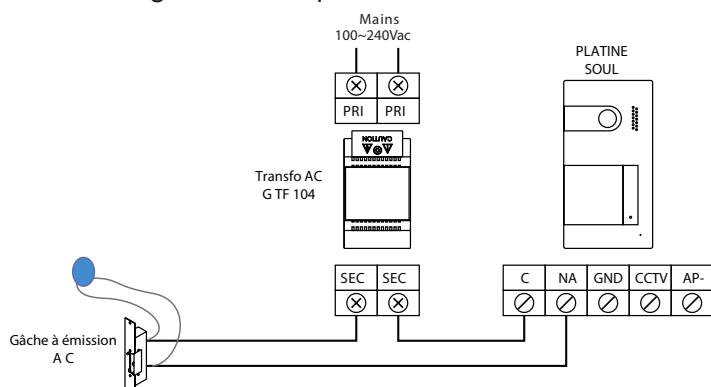 Mains
100~240Vac
PLATINE
SOUL
PRI PRI
CAUTION
Transfo AC
G TF 104
SEC SEC
C NA GND CCTV AP-
Gâche à émission
A C